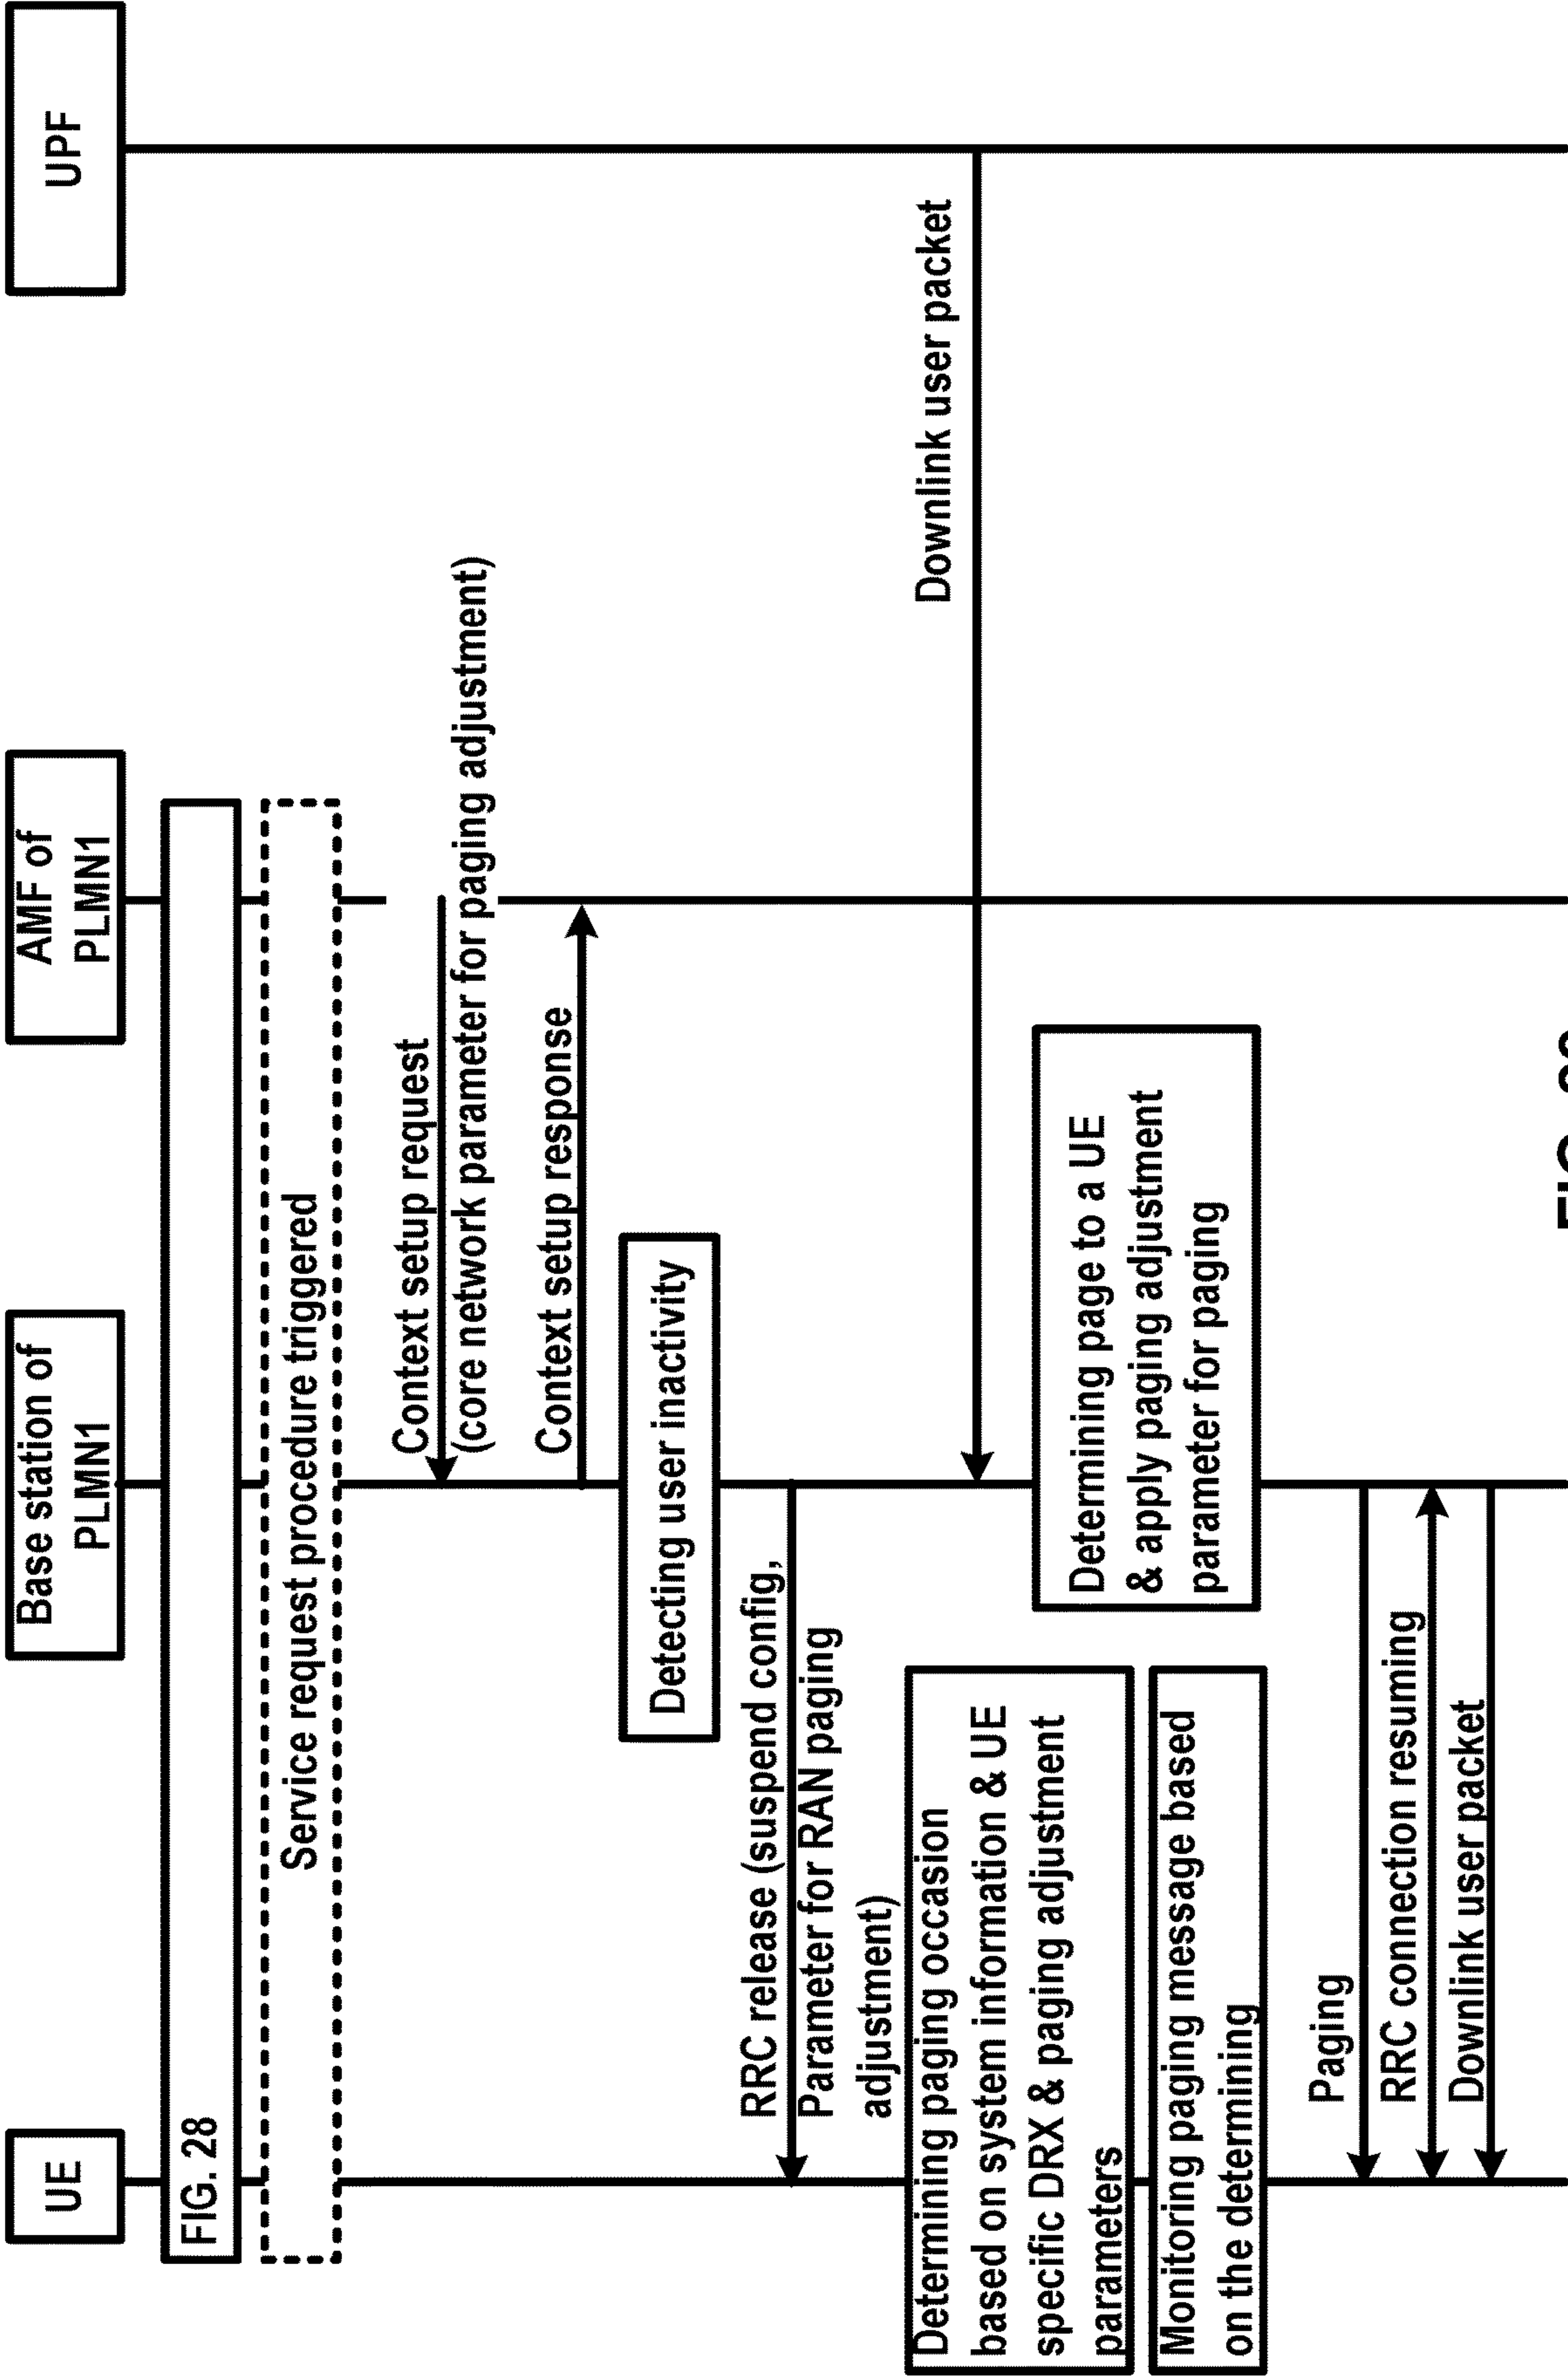 UE
Base station of
PLMN1
AMF of
PLMN1
UPF
FIG. 28
Service request procedure triggered
Context setup request
(core network parameter for paging adjustment)
Context setup response
Detecting user inactivity
RRC release (suspend config,
Parameter for RAN paging
adjustment)
Determining paging occasion
based on system information & UE
specific DRX & paging adjustment
parameters
Downlink user packet
Determining page to a UE
& apply paging adjustment
parameter for paging
Monitoring paging message based
on the determining
Paging
RRC connection resuming
Downlink user packet
FIG.